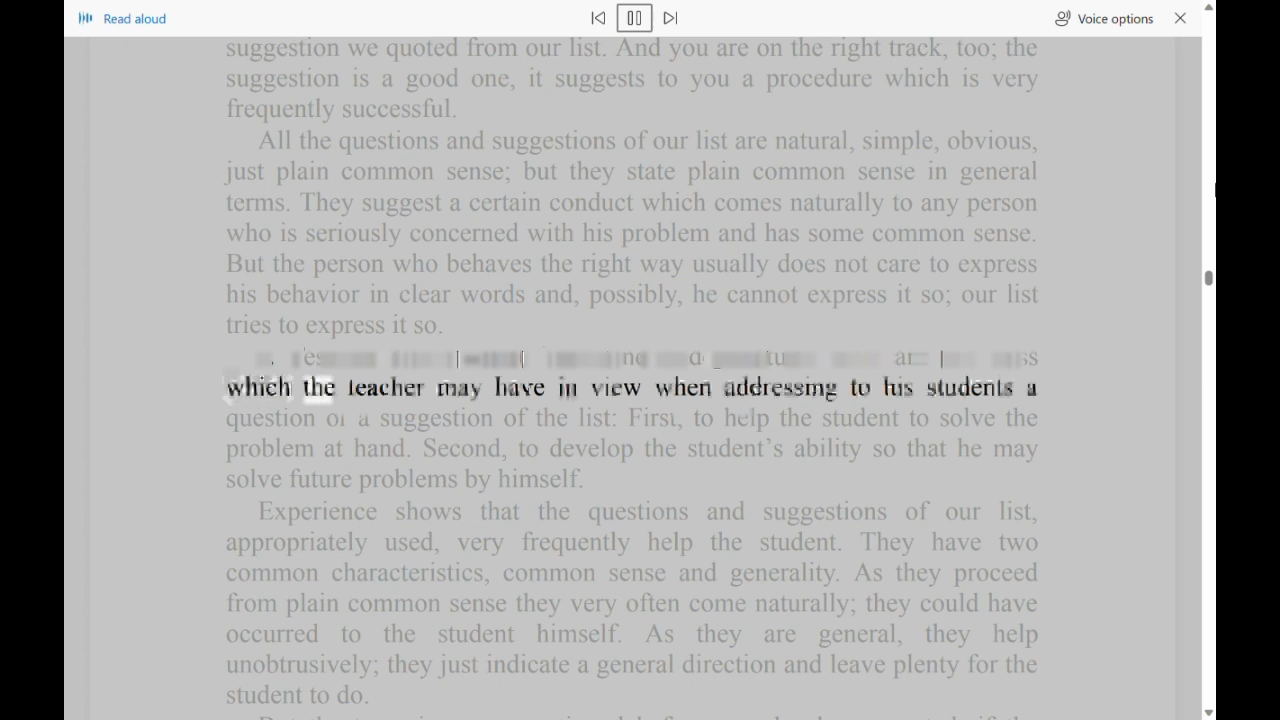 Read aloud
Voice options
suggestion we quoted from our list. And you are on the right track, too; the
suggestion is a good one, it suggests to you a procedure which is very
frequently successful.
All the questions and suggestions of our list are natural, simple, obvious,
just plain common sense; but they state plain common sense in general
terms. They suggest a certain conduct which comes naturally to any person
who is seriously concerned with his problem and has some common sense.
But the person who behaves the right way usually does not care to express
his behavior in clear words and, possibly, he cannot express it so; our list
tries to express it so.
which the teacher may have in view when addressing to his students a
question or a suggestion of the list: First, to help the student to solve the
problem at hand. Second, to develop the student's ability so that he may
solve future problems by himself.
Experience shows that the questions and suggestions of our list,
appropriately used, very frequently help the student. They have two
common characteristics, common sense and generality. As they proceed
from plain common sense they very often come naturally; they could have
occurred to the student himself. As they are general, they help
unobtrusively; they just indicate a general direction and leave plenty for the
student to do.